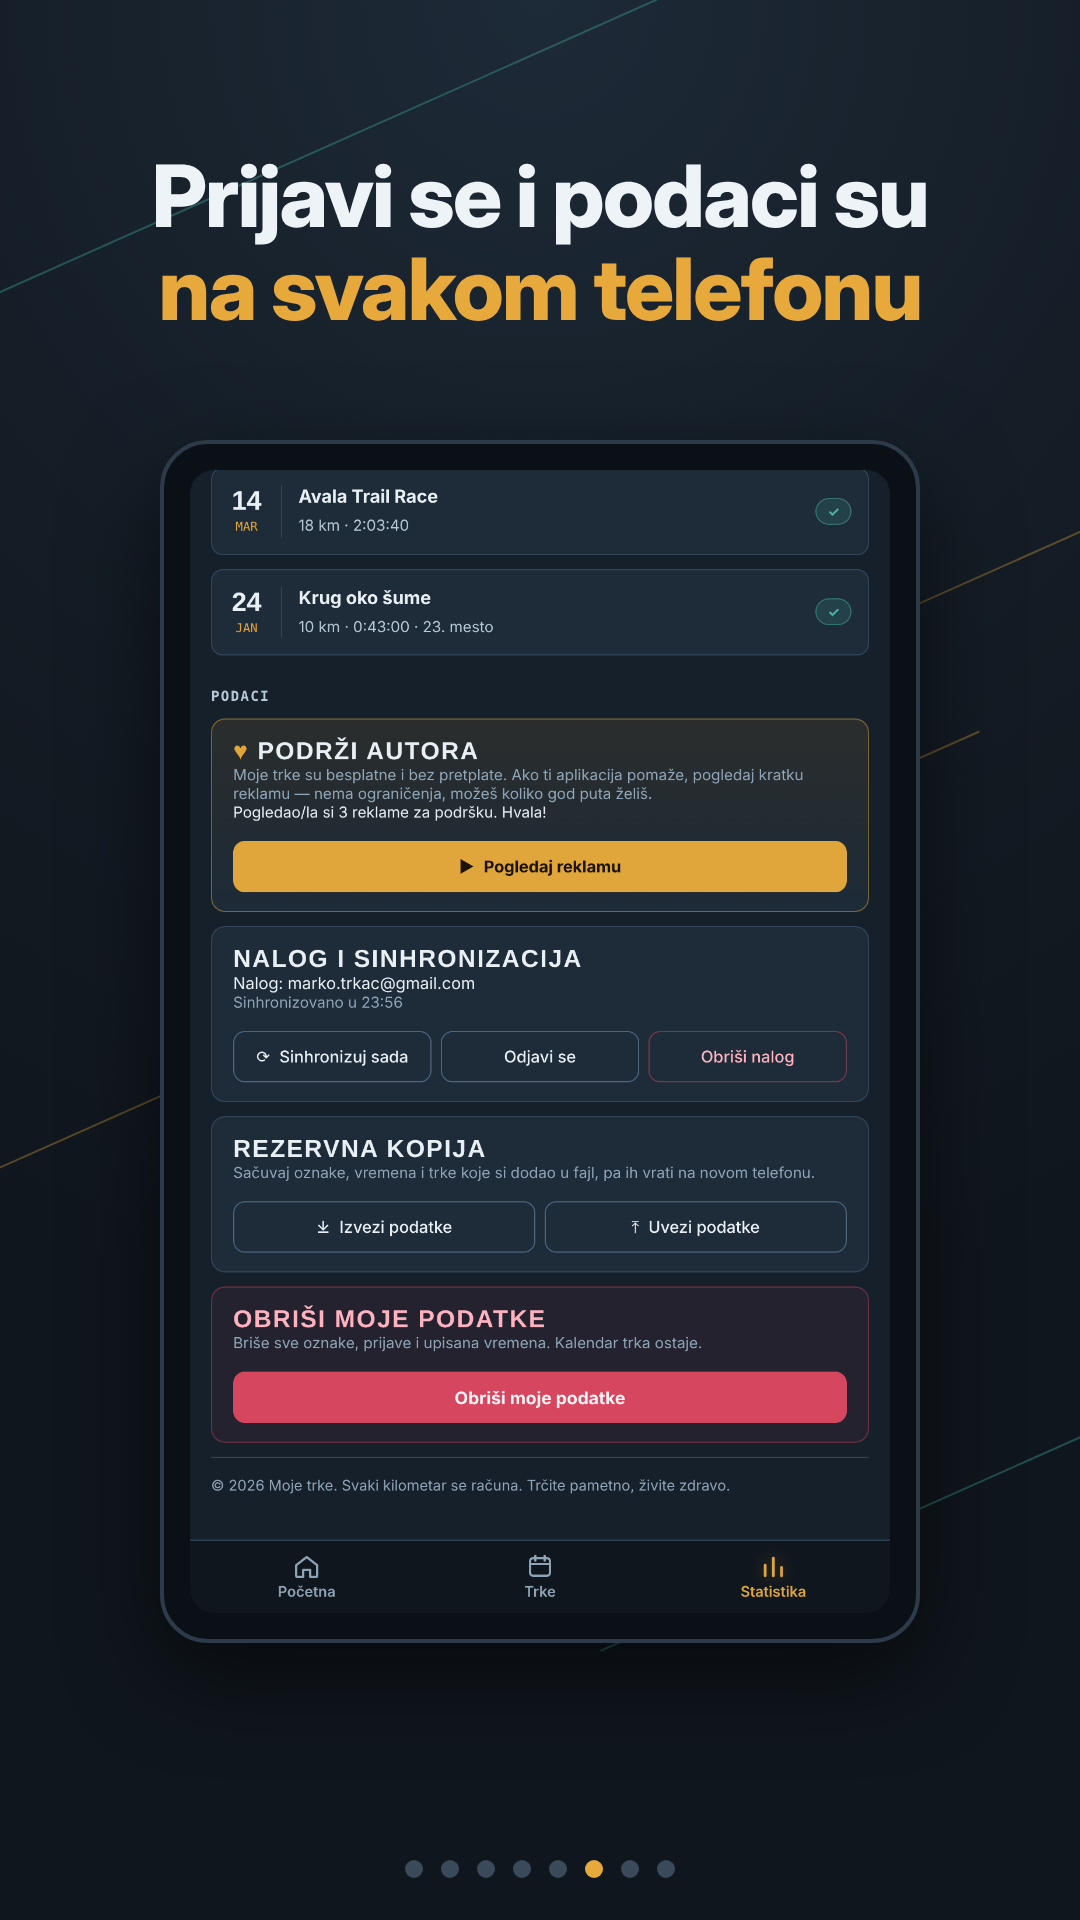 Prijavi se i podaci su
na svakom telefonu
14
MAR
Avala Trail Race
18 km · 2:03:40
24
JAN
Krug oko šume
10 km · 0:43:00 · 23. mesto
PODACI
♥ PODRŽI AUTORA
Moje trke su besplatne i bez pretplate. Ako ti aplikacija pomaže, pogledaj kratku
reklamu — nema ograničenja, možeš koliko god puta želiš.
Pogledao/la si 3 reklame za podršku. Hvala!
▶ Pogledaj reklamu
NALOG I SINHRONIZACIJA
Nalog: marko.trkac@gmail.com
Sinhronizovano u 23:56
⟳ Sinhronizuj sada
Odjavi se
Obriši nalog
REZERVNA KOPIJA
Sačuvaj oznake, vremena i trke koje si dodao u fajl, pa ih vrati na novom telefonu.
Izvezi podatke
Uvezi podatke
OBRIŠI MOJE PODATKE
Briše sve oznake, prijave i upisana vremena. Kalendar trka ostaje.
Obriši moje podatke
© 2026 Moje trke. Svaki kilometar se računa. Trčite pametno, živite zdravo.
Početna
Trke
Statistika